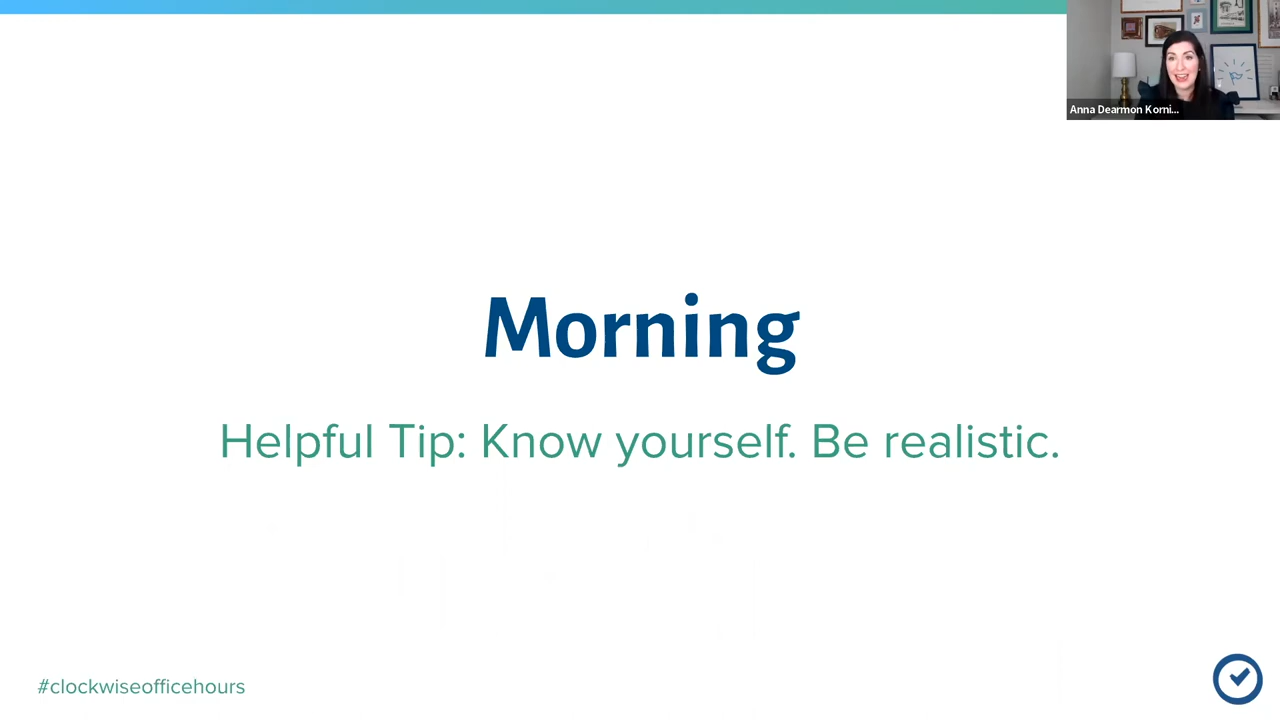 Anna Dearmon Korni...
Morning
Helpful Tip: Know yourself. Be realistic.
#clockwiseofficehours